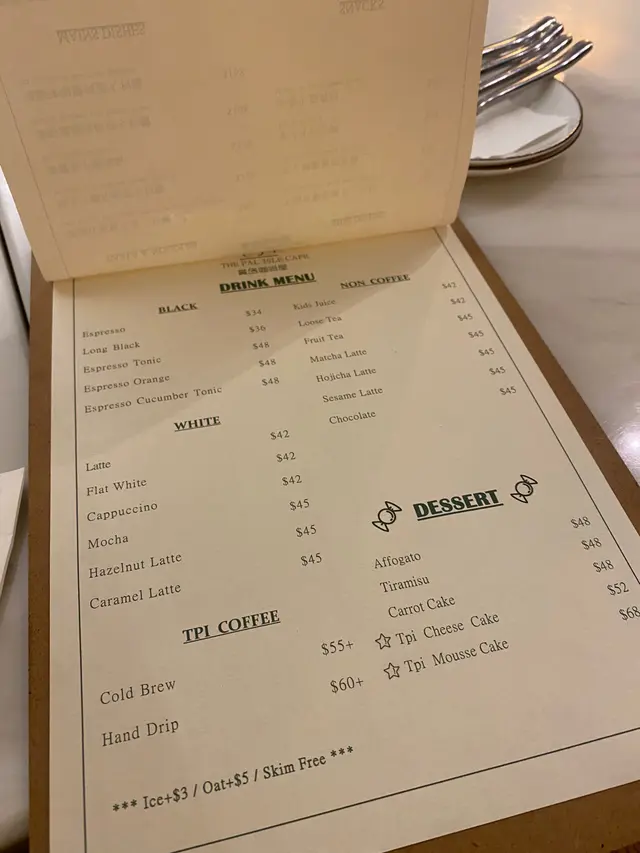 DRINK MENU
BLACK
Espresso $34
Long Black $36
Espresso Tonic $48
Espresso Orange $48
Espresso Cucumber Tonic $48
WHITE
Latte $42
Flat White $42
Cappuccino $42
Mocha $45
Hazelnut Latte $45
Caramel Latte $45
TPI COFFEE
Cold Brew $55+
Hand Drip $60+
*** Ice+$3 / Oat+$5 / Skim Free ***
NON COFFEE
Kids Juice $42
Loose Tea $42
Fruit Tea $45
Matcha Latte $45
Hojicha Latte $45
Sesame Latte $45
Chocolate $45
DESSERT
Affogato $48
Tiramisu $48
Carrot Cake $48
Tpi Cheese Cake $52
Tpi Mousse Cake $68